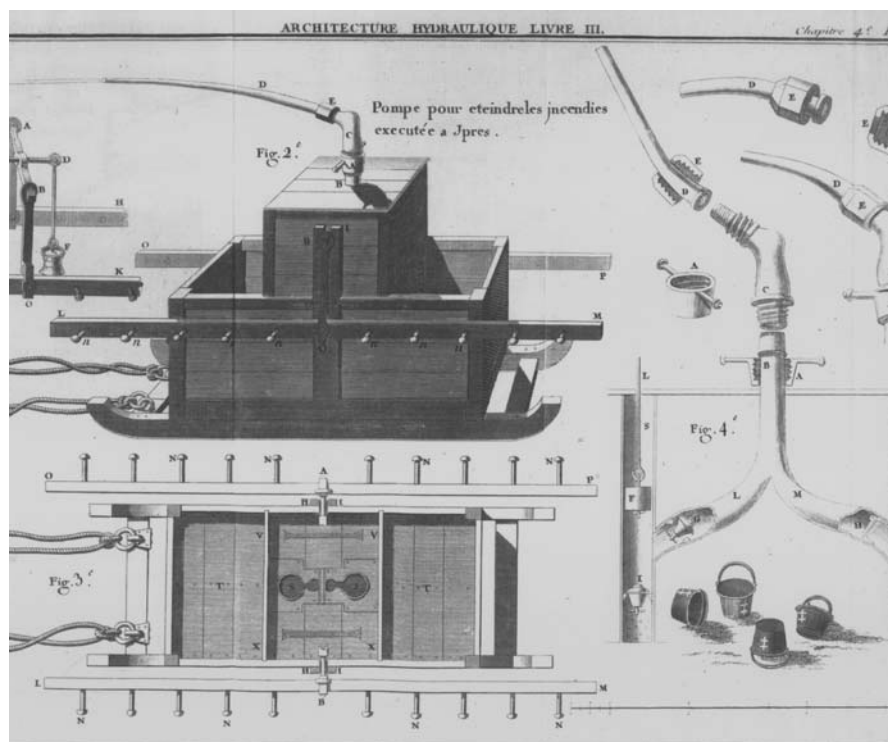 ARCHITECTURE HYDRAULIQUE LIVRE III.
Chapitre 4.e
Pompe pour eteindreles jncendies
executée a Jpres.
Fig. 2.e
D
E
C
B
A
D
B
H
F
K
O
O
P
L
M
n
n
n
n
n
D
E
E
D
E
D
E
A
C
B
A
L
S
F
I
Fig. 4.e
L
M
G
H
N
N
N
N
O
A
P
H
I
V
V
Fig. 3.e
T
T
X
X
H
I
L
B
M
N
N
N
N